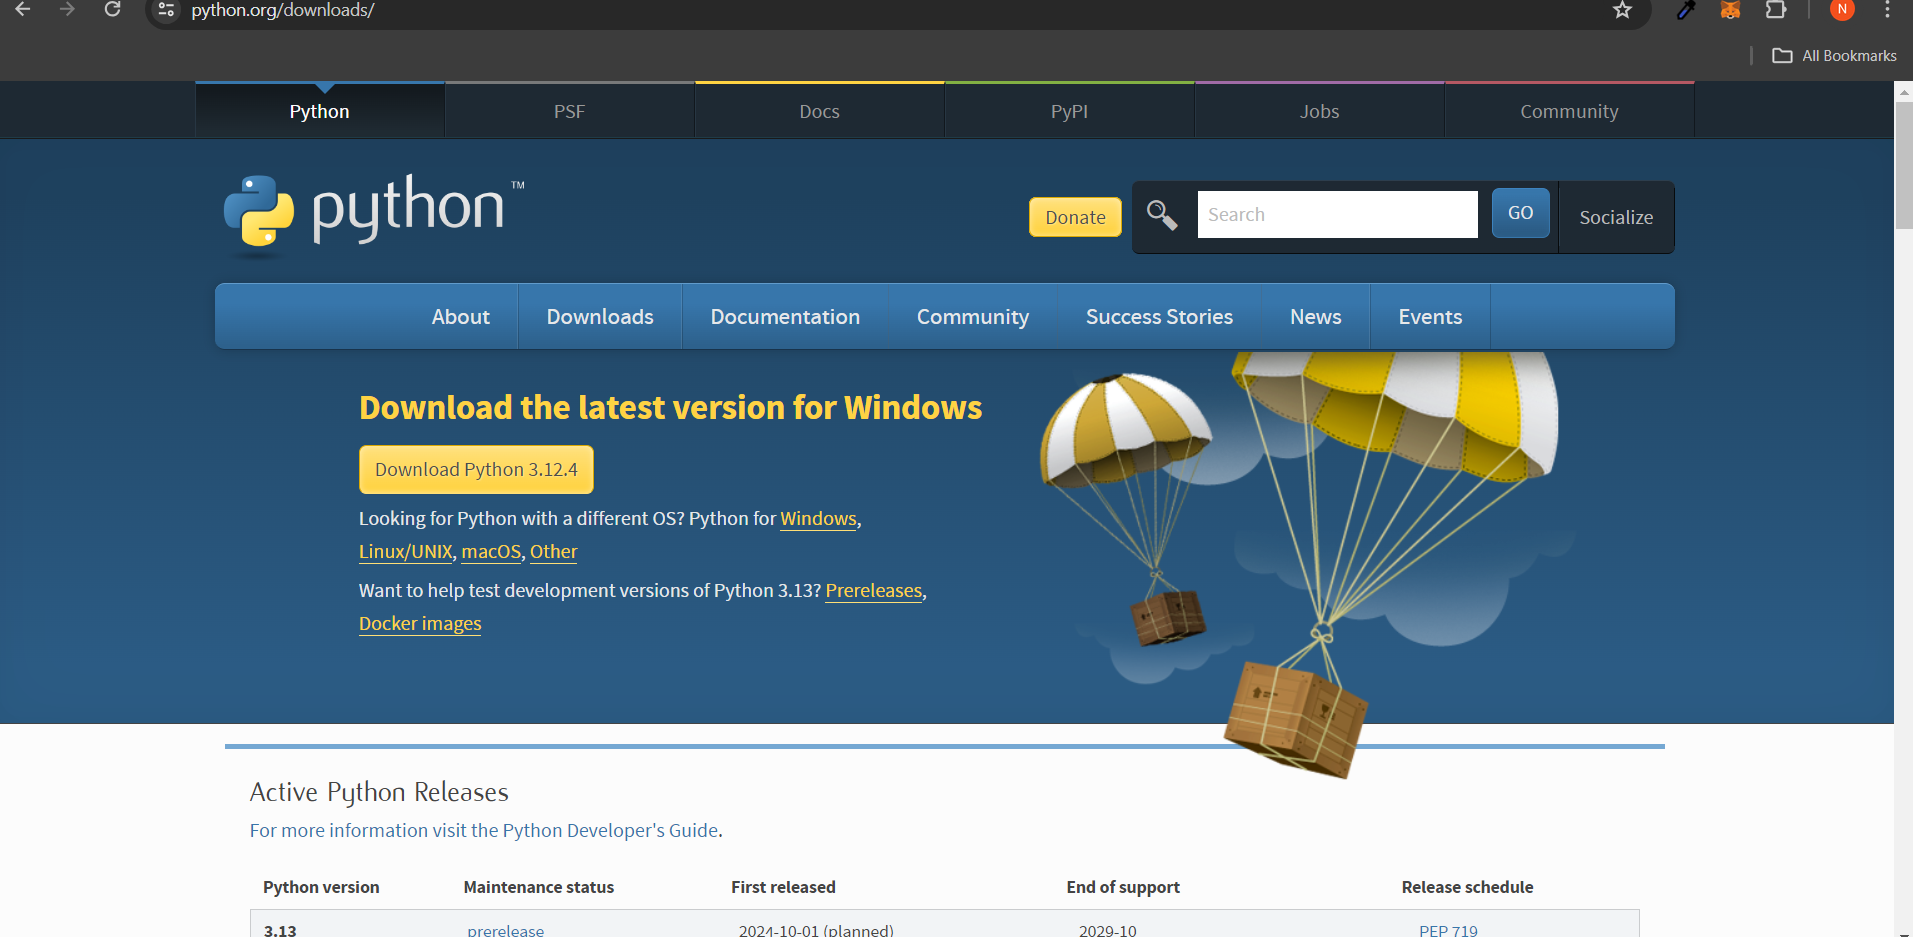 python.org/downloads/
N
All Bookmarks
Python PSF Docs PyPI Jobs Community
python™
Donate Search GO Socialize
About Downloads Documentation Community Success Stories News Events
Download the latest version for Windows
Download Python 3.12.4
Looking for Python with a different OS? Python for Windows,
Linux/UNIX, macOS, Other
Want to help test development versions of Python 3.13? Prereleases,
Docker images
Active Python Releases
For more information visit the Python Developer's Guide.
Python version Maintenance status First released End of support Release schedule
3.13 prerelease 2024-10-01 (planned) 2029-10 PEP 719